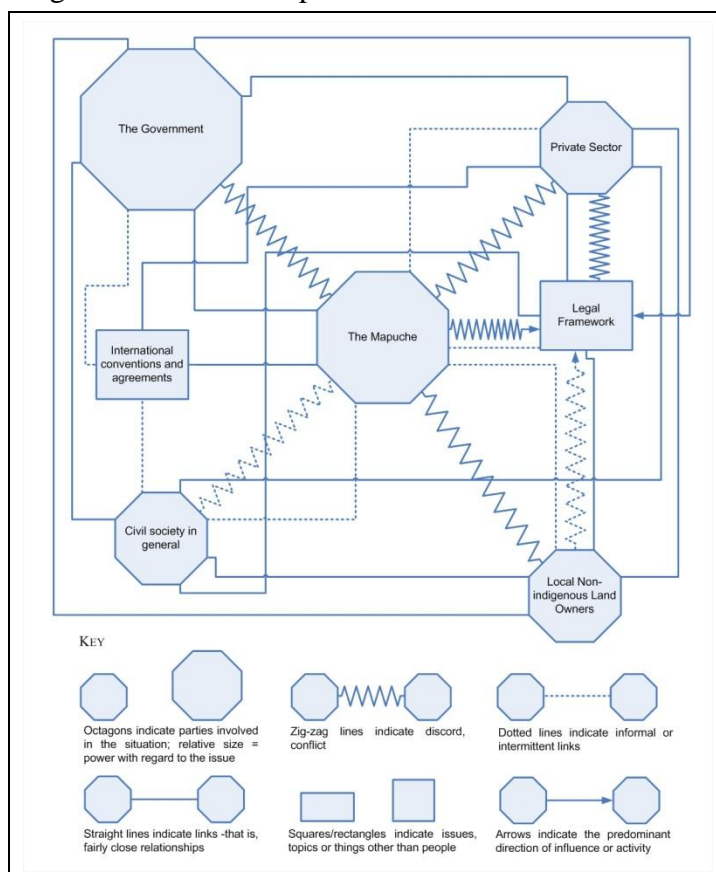 The Government
Private Sector
The Mapuche
Legal
Framework
International
conventions and
agreements
Civil society in
general
Local Non-
indigenous Land
Owners
KEY
Octagons indicate parties involved
in the situation; relative size =
power with regard to the issue
Zig-zag lines indicate discord,
conflict
Dotted lines indicate informal or
intermittent links
Straight lines indicate links -that is,
fairly close relationships
Squares/rectangles indicate issues,
topics or things other than people
Arrows indicate the predominant
direction of influence or activity